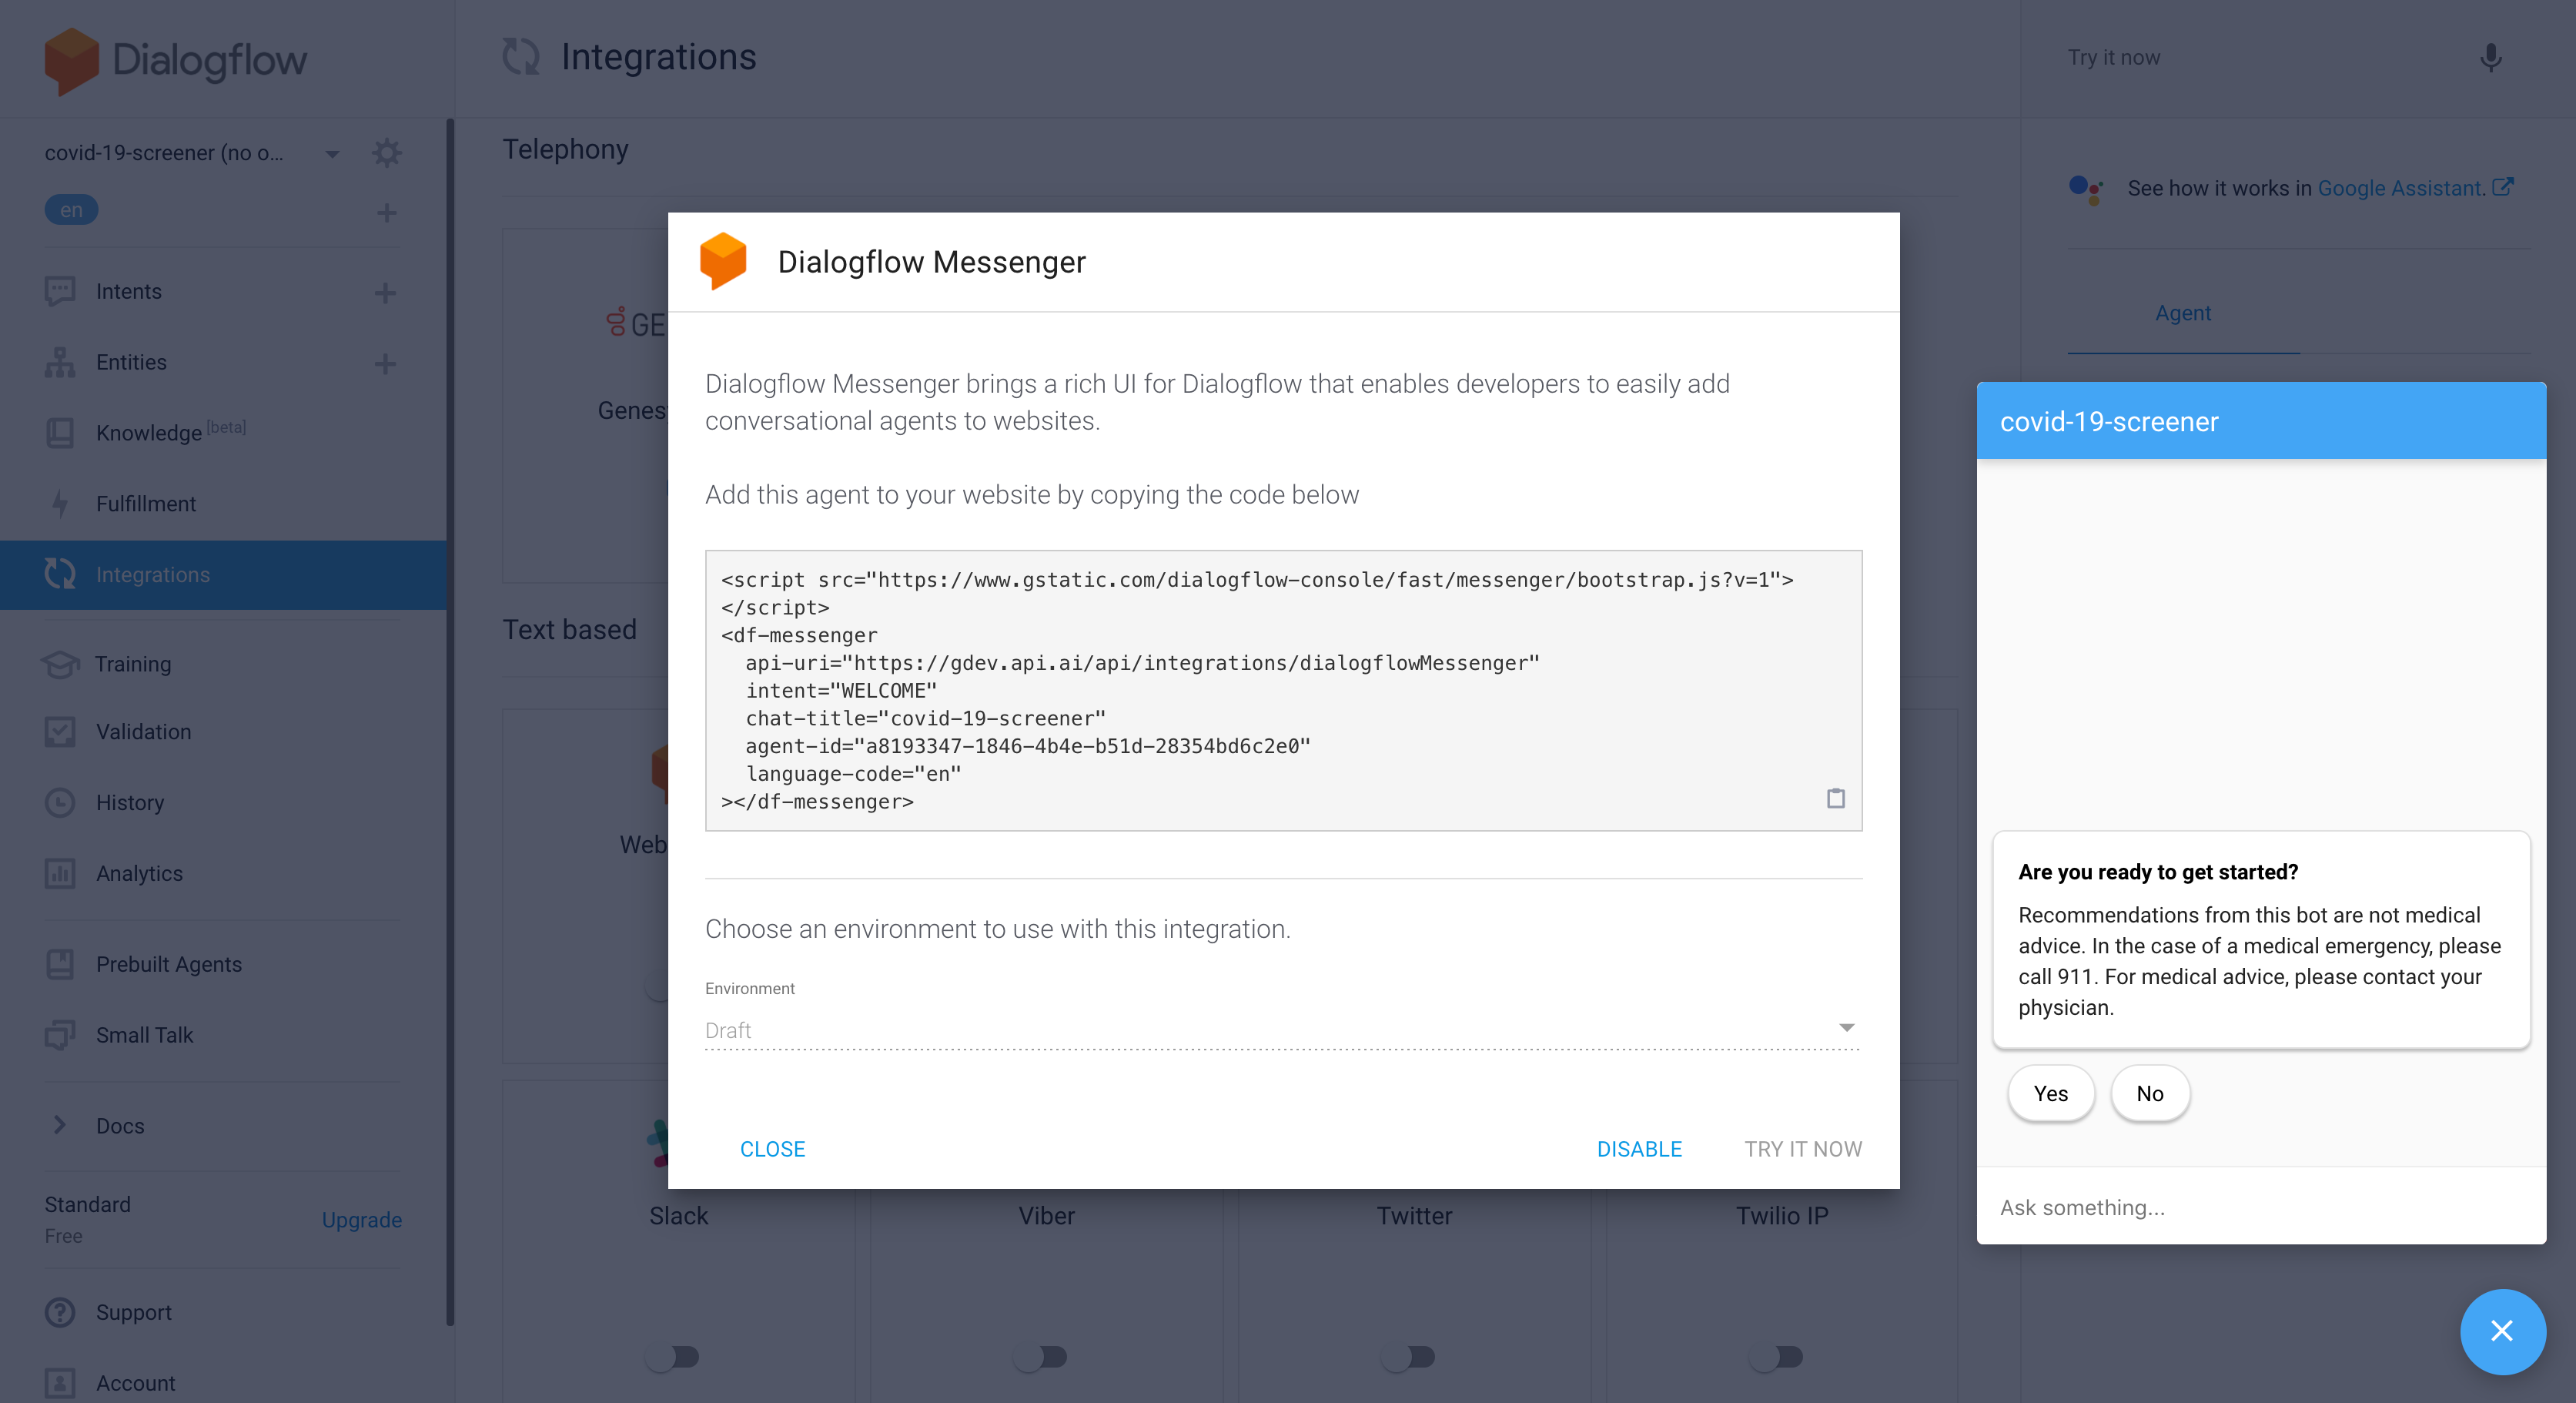 Dialogflow
covid-19-screener (no o...
en
Intents
Entities
Knowledge [beta]
Fulfillment
Integrations
Training
Validation
History
Analytics
Prebuilt Agents
Small Talk
Docs
Standard
Free
Upgrade
Support
Account
Integrations
Telephony
GE
Genes
Text based
Web
Slack
Viber
Twitter
Twilio IP
Dialogflow Messenger
Dialogflow Messenger brings a rich UI for Dialogflow that enables developers to easily add
conversational agents to websites.
Add this agent to your website by copying the code below
<script src="https://www.gstatic.com/dialogflow-console/fast/messenger/bootstrap.js?v=1">
</script>
<df-messenger
api-uri="https://gdev.api.ai/api/integrations/dialogflowMessenger"
intent="WELCOME"
chat-title="covid-19-screener"
agent-id="a8193347-1846-4b4e-b51d-28354bd6c2e0"
language-code="en"
></df-messenger>
Choose an environment to use with this integration.
Environment
Draft
CLOSE
DISABLE
TRY IT NOW
Try it now
See how it works in Google Assistant.
Agent
covid-19-screener
Are you ready to get started?
Recommendations from this bot are not medical
advice. In the case of a medical emergency, please
call 911. For medical advice, please contact your
physician.
Yes
No
Ask something...